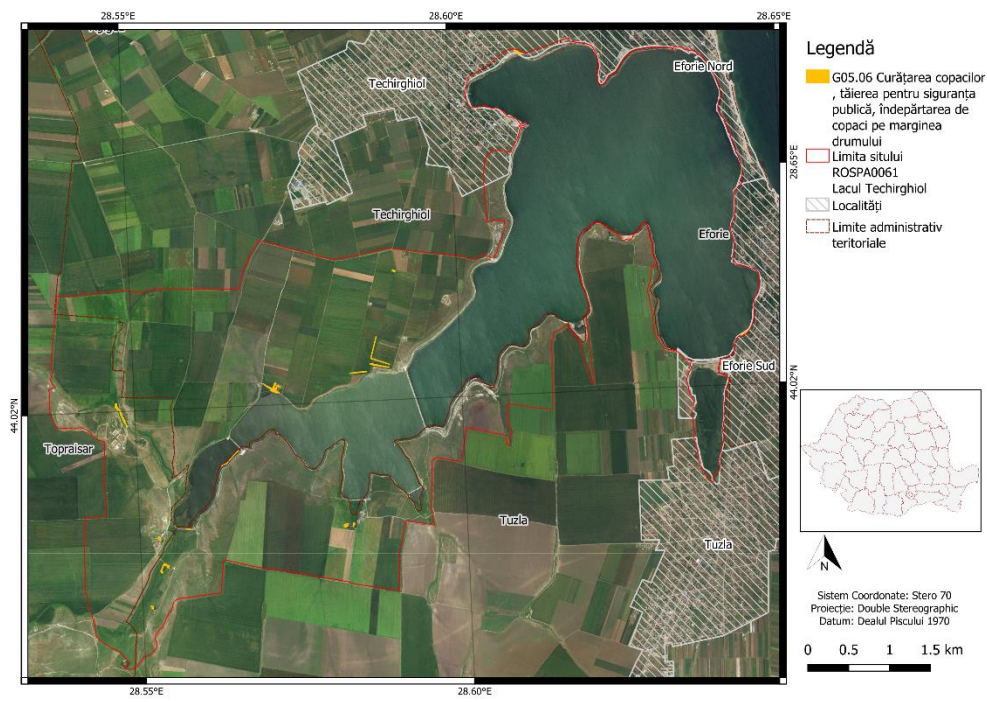 28.55°E
28.60°E
28.65°E
Eforie Nord
Techirghiol
28.65°E
Techirghiol
Eforie
Eforie Sud
44.02°N
44.02°N
Topraisar
Tuzla
Tuzla
28.55°E
28.60°E
Legendă
G05.06 Curățarea copacilor
, tăierea pentru siguranța
publică, îndepărtarea de
copaci pe marginea
drumului
Limita sitului
ROSPA0061
Lacul Techirghiol
Localități
Limite administrativ
teritoriale
N
Sistem Coordonate: Stero 70
Proiecție: Double Stereographic
Datum: Dealul Piscului 1970
0 0.5 1 1.5 km